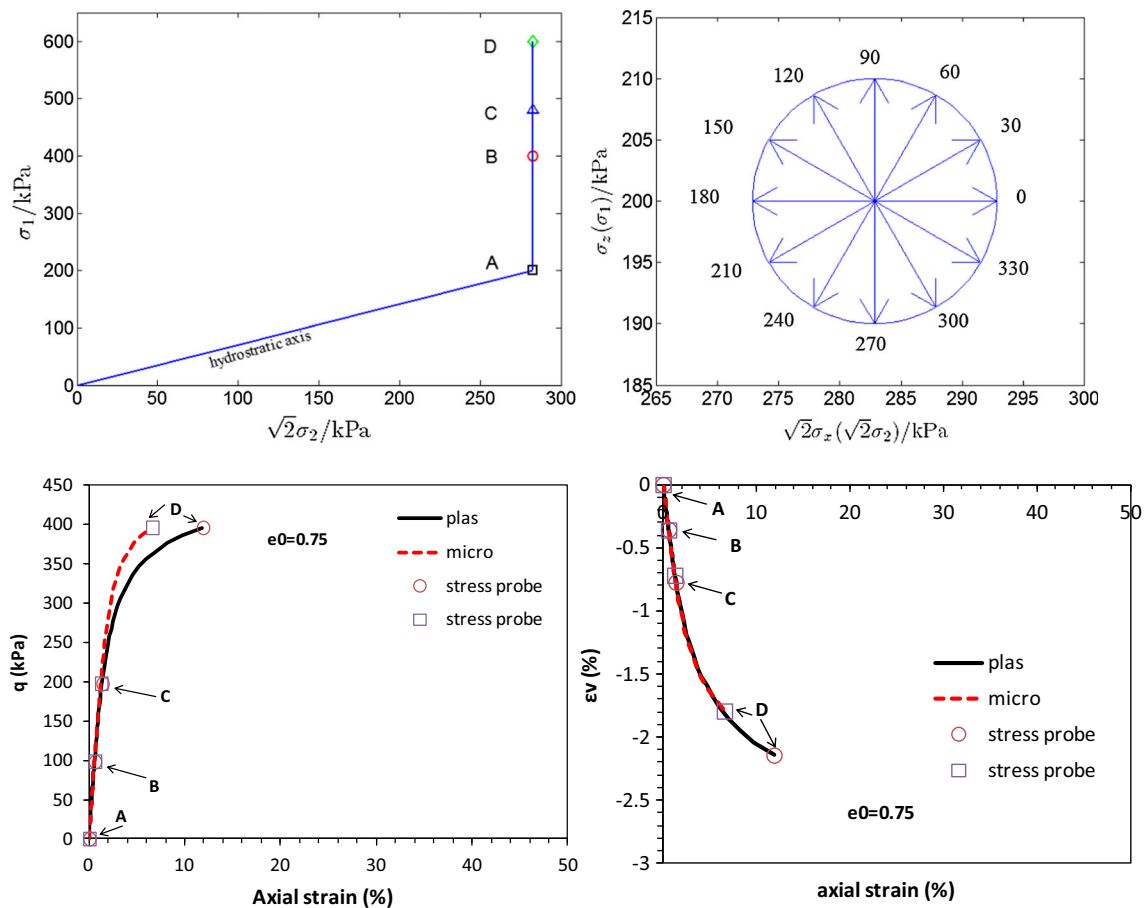 600
500
400
300
200
100
0
σ₁/kPa
D
C
B
A
hydrostatic axis
0
50
100
150
200
250
300
√2σ₂/kPa
215
210
205
200
195
190
185
σz(σ₁)/kPa
90
120
60
150
30
180
0
210
330
240
300
270
265
270
275
280
285
290
295
300
√2σx(√2σ₂)/kPa
450
400
350
300
250
200
150
100
50
0
q (kPa)
D
e0=0.75
plas
micro
stress probe
stress probe
C
B
A
0
10
20
30
40
50
Axial strain (%)
0
-0.5
-1
-1.5
-2
-2.5
-3
εv (%)
0
10
20
30
40
50
A
B
C
D
plas
micro
stress probe
stress probe
e0=0.75
axial strain (%)